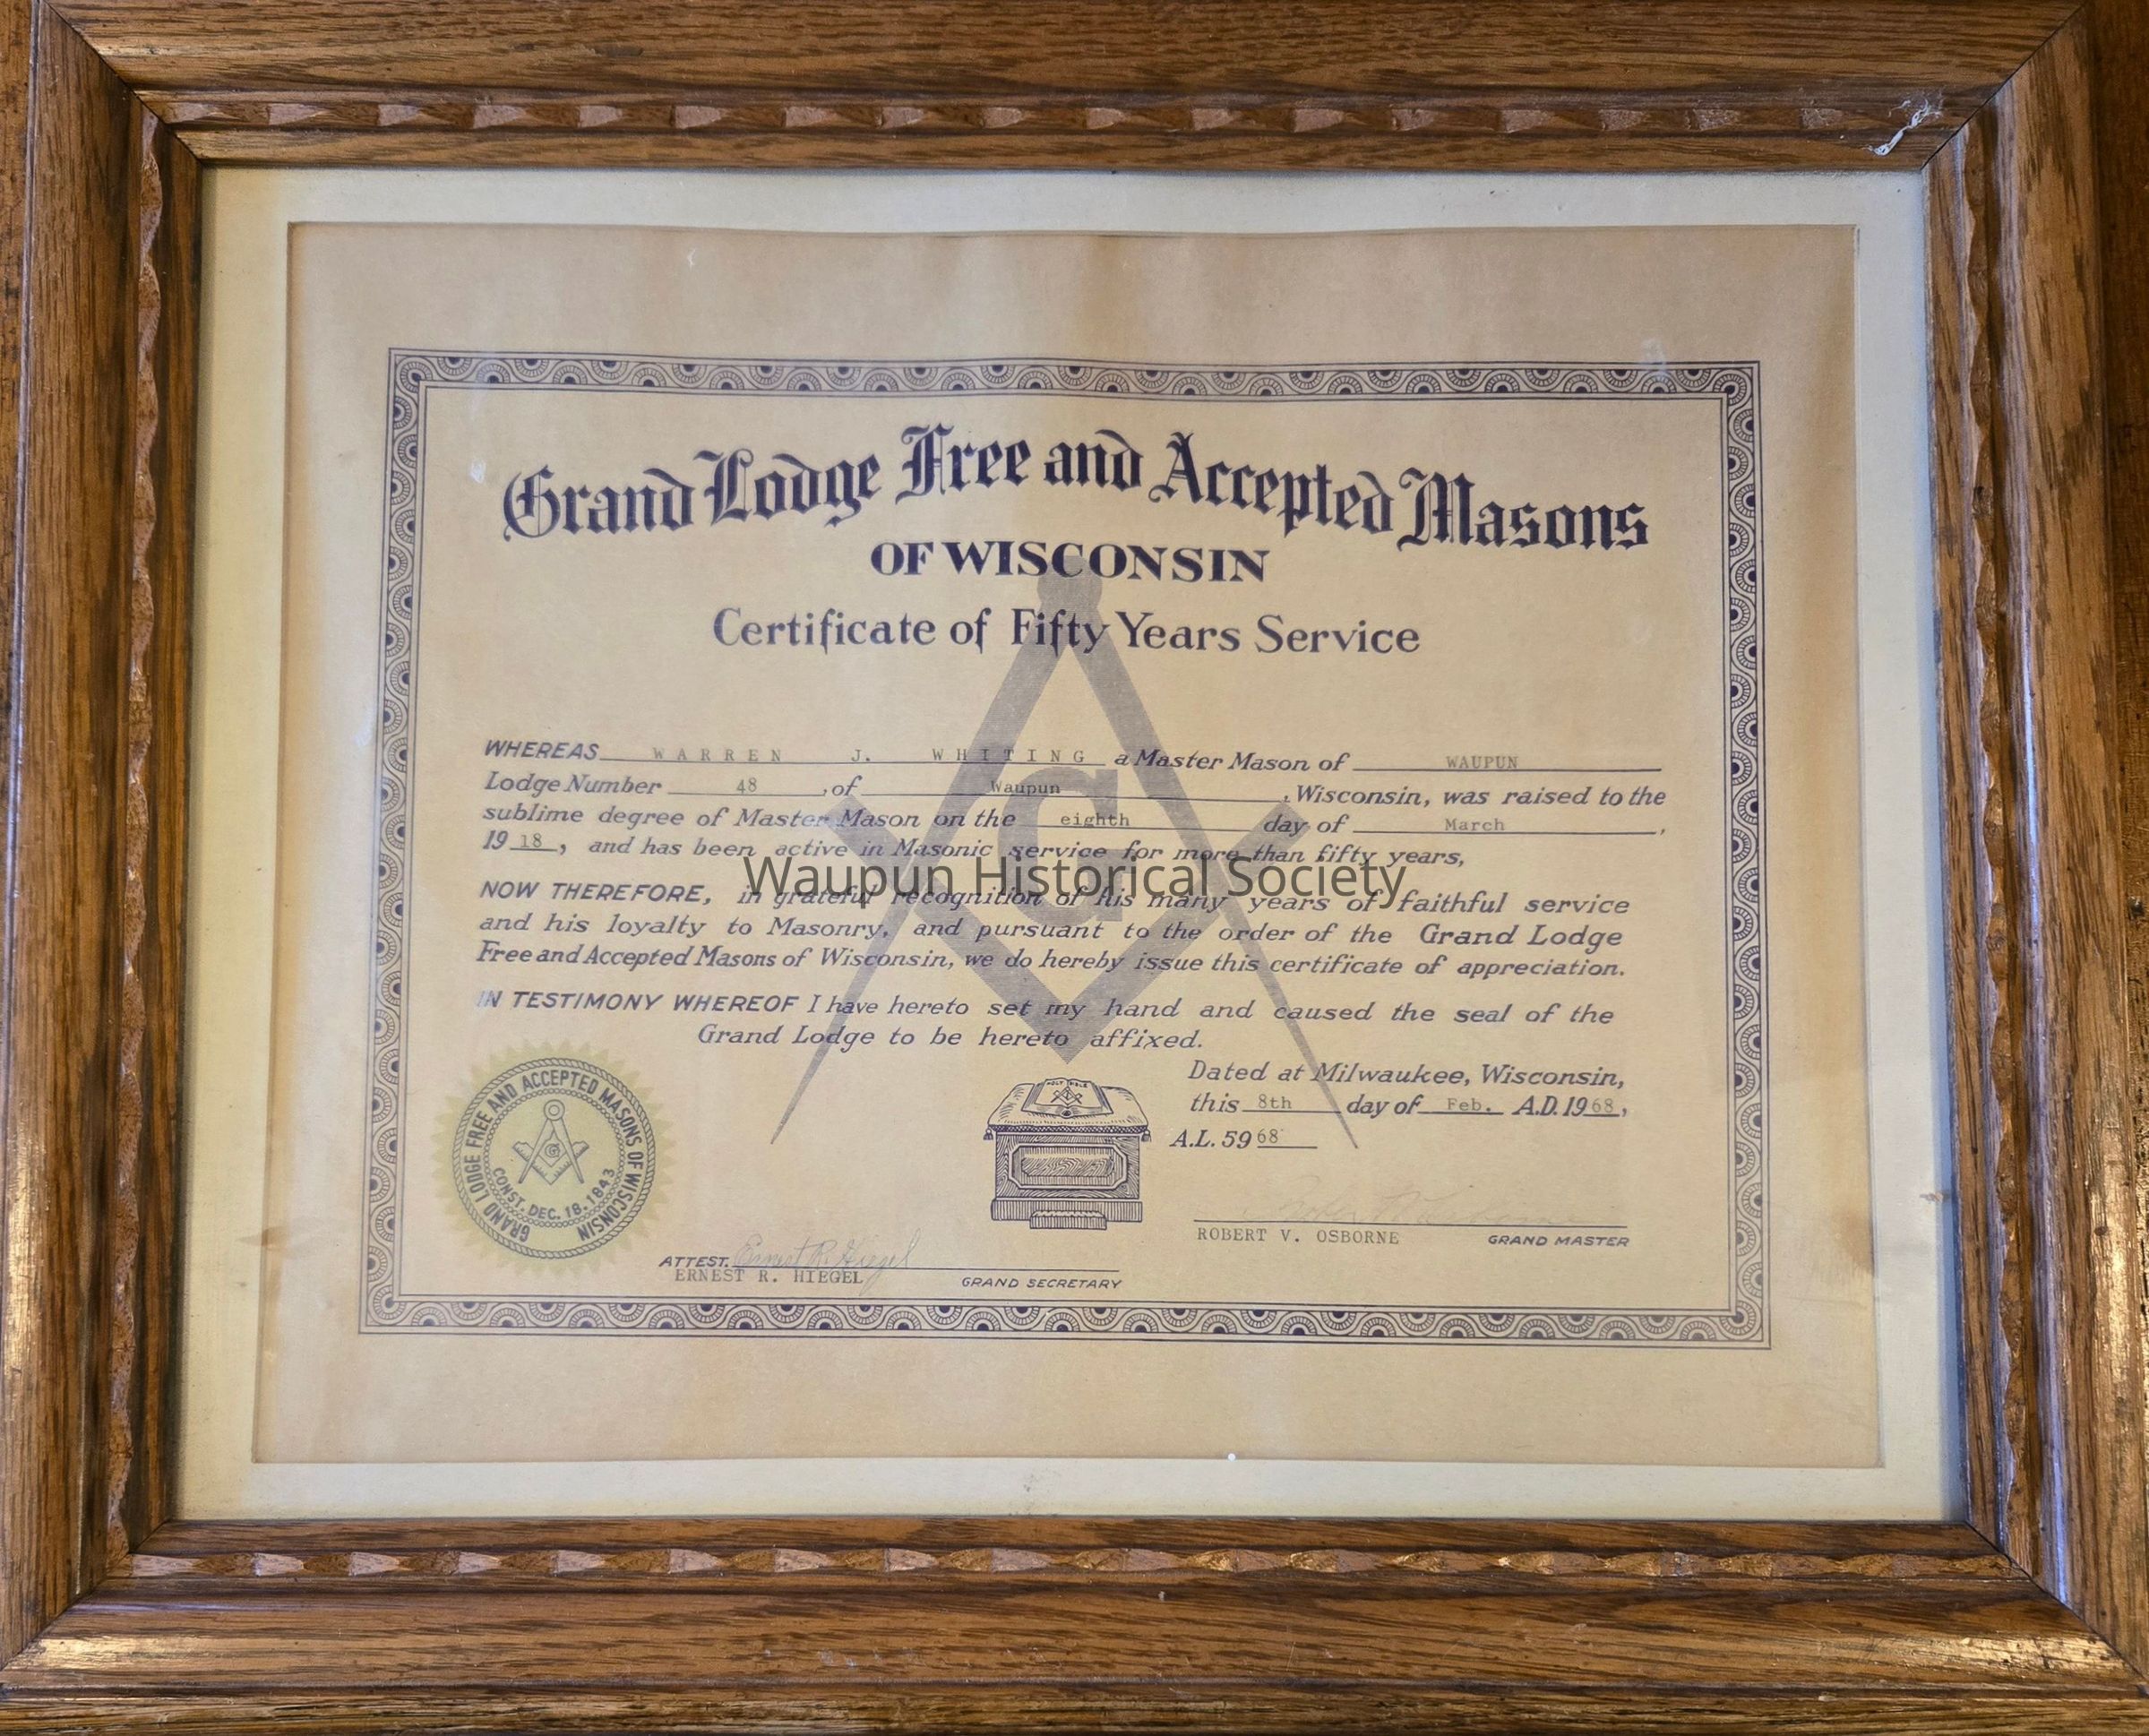 Grand Lodge Free and Accepted Masons
OF WISCONSIN
Certificate of Fifty Years Service
WHEREAS WARREN J. WHITING a Master Mason of WAUPUN
Lodge Number 48, of Waupun, Wisconsin, was raised to the
sublime degree of Master Mason on the eighth day of March,
1918, and has been active in Masonic service for more than fifty years,
Waupun Historical Society
NOW THEREFORE, in grateful recognition of his many years of faithful service
and his loyalty to Masonry, and pursuant to the order of the Grand Lodge
Free and Accepted Masons of Wisconsin, we do hereby issue this certificate of appreciation.
IN TESTIMONY WHEREOF I have hereto set my hand and caused the seal of the
Grand Lodge to be hereto affixed.
Dated at Milwaukee, Wisconsin,
this 8th day of Feb. A.D. 1968,
A.L. 5968
HOLY BIBLE
G
GRAND LODGE FREE AND ACCEPTED MASONS OF WISCONSIN
CONST. DEC. 18, 1843
G
ROBERT V. OSBORNE GRAND MASTER
ATTEST. Ernest R. Hiegel
ERNEST R. HIEGEL GRAND SECRETARY